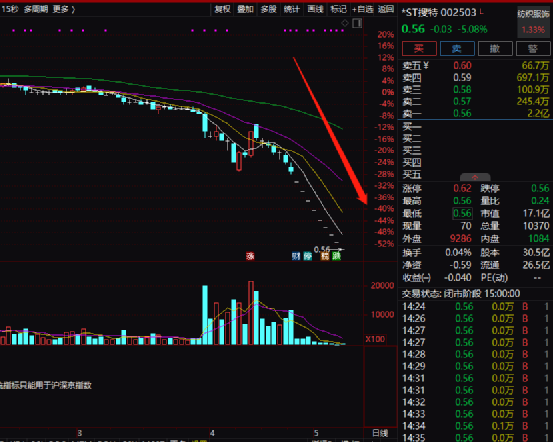 15秒 多周期 更多 〉 复权 叠加 多股 统计 画线 标记 +自选 返回
*ST搜特 002503 L 纺织服饰
0.56 -0.03 -5.08% 1.33%
买 卖 撤 警
卖五¥ 0.60 66.7万
卖四 0.59 697.1万
卖三 0.58 100.9万
卖二 0.57 245.4万
卖一 0.56 2.2亿
买一
买二
买三
买四
买五
涨停 0.62 跌停 0.56
最高 0.56 量比 0.24
最低 0.56 市值 17.1亿
现量 70 总量 10370
外盘 9286 内盘 1084
换手 0.04% 股本 30.5亿
净资 -0.59 流通 26.5亿
收益(一) -0.040 PE(动) --
交易状态: 闭市阶段 15:00:00
14:24 0.56 0.0万 B 1
14:26 0.56 0.0万 B 1
14:27 0.56 0.0万 B 1
14:27 0.56 0.0万 B 1
14:28 0.56 0.0万 B 1
14:29 0.56 0.0万 B 1
14:30 0.56 0.0万 B 1
14:31 0.56 0.0万 B 1
14:32 0.56 0.0万 B 1
14:33 0.56 0.0万 B 1
14:34 0.56 0.1万 B 1
14:35 0.56 0.0万 B 1
20%
16%
12%
8%
4%
0%
-4%
-8%
-12%
-16%
-20%
-24%
-28%
-32%
-36%
-40%
-44%
-48%
-52%
0.56
涨 财 停 榜 跌
20000
10000
X100
指标只能用于沪深京指数
3 4 5 日线